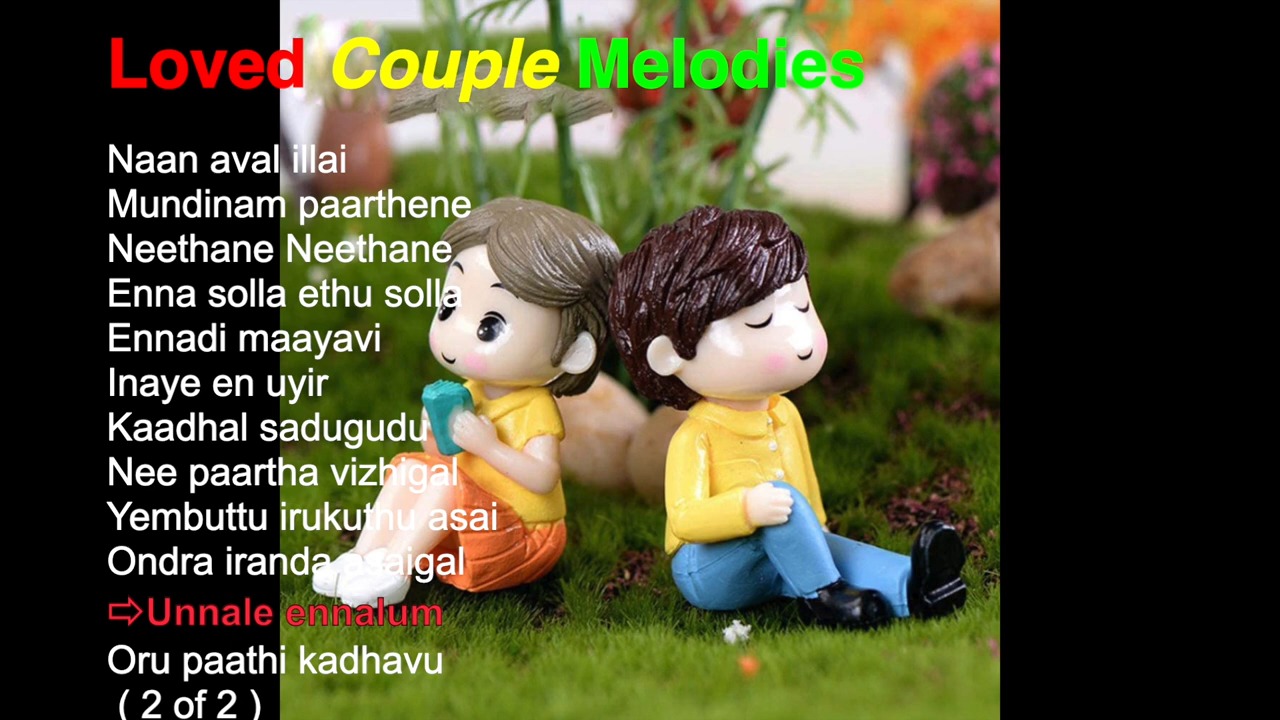 Loved Couple Melodies
Naan aval illai
Mundinam paarthene
Neethane Neethane
Enna solla ethu solla
Ennadi maayavi
Inaye en uyir
Kaadhal sadugudu
Nee paartha vizhigal
Yembuttu irukuthu asai
Ondra iranda asaigal
⇨Unnale ennalum
Oru paathi kadhavu
( 2 of 2 )